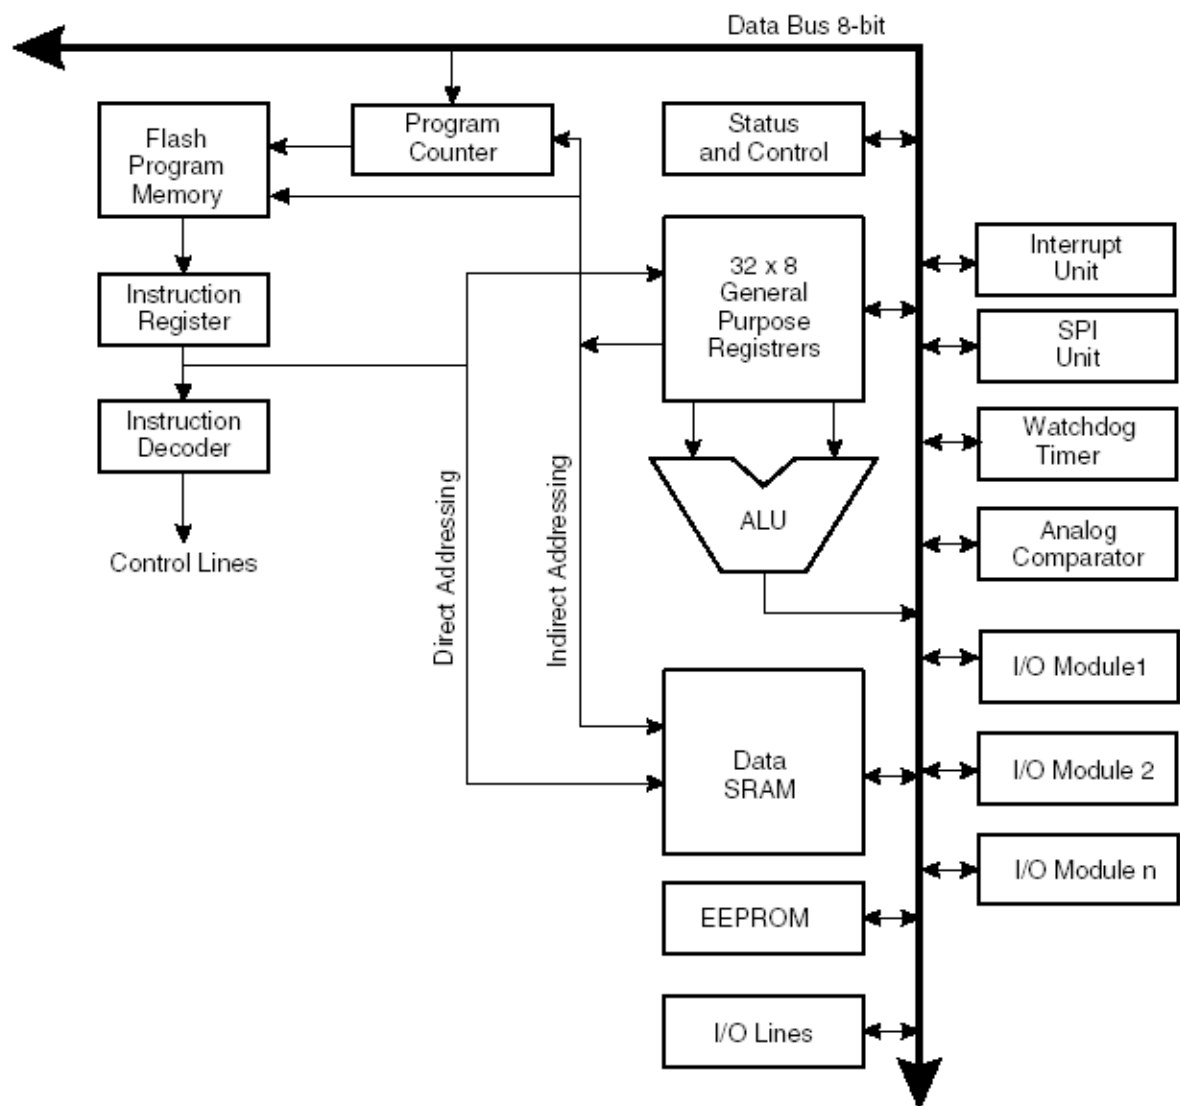 Data Bus 8-bit
Flash
Program
Memory
Program
Counter
Status
and Control
Instruction
Register
32 x 8
General
Purpose
Registrers
Interrupt
Unit
SPI
Unit
Instruction
Decoder
Watchdog
Timer
Control Lines
Direct Addressing
Indirect Addressing
ALU
Analog
Comparator
I/O Module1
Data
SRAM
I/O Module 2
I/O Module n
EEPROM
I/O Lines